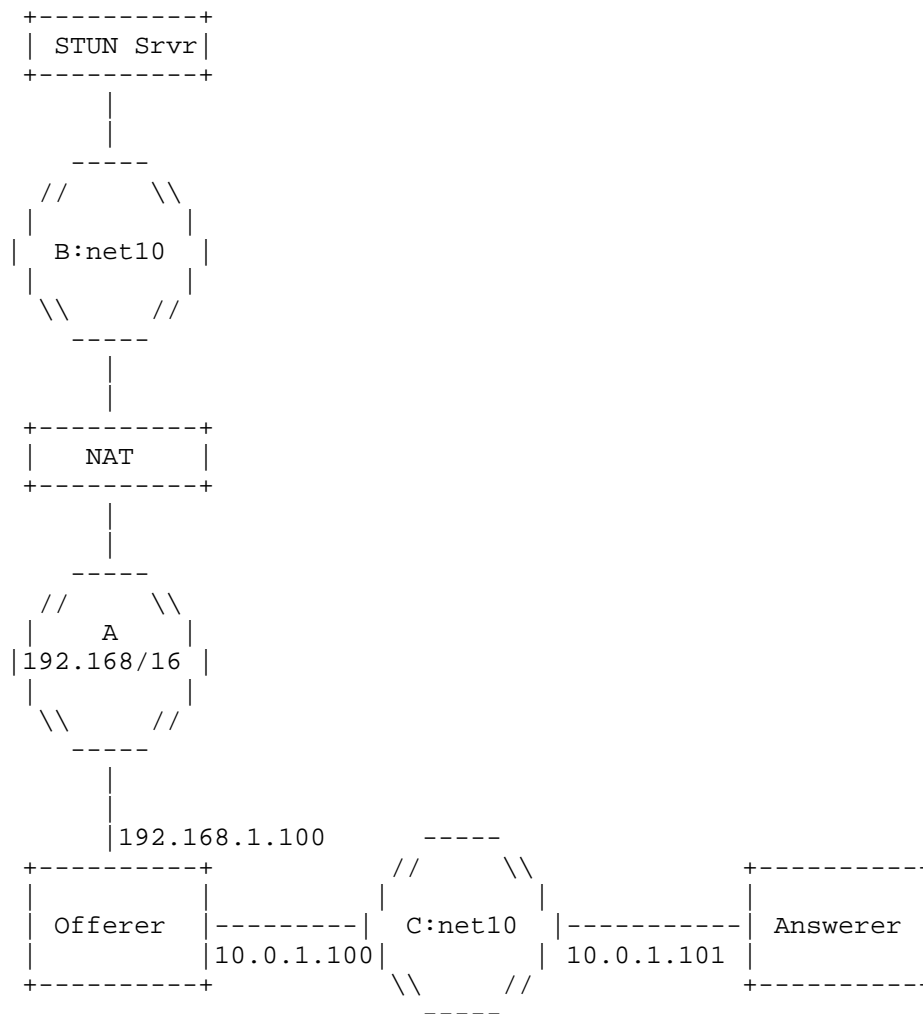 STUN Srvr
B:net10
NAT
A
192.168/16
192.168.1.100
Offerer
C:net10
Answerer
10.0.1.100
10.0.1.101